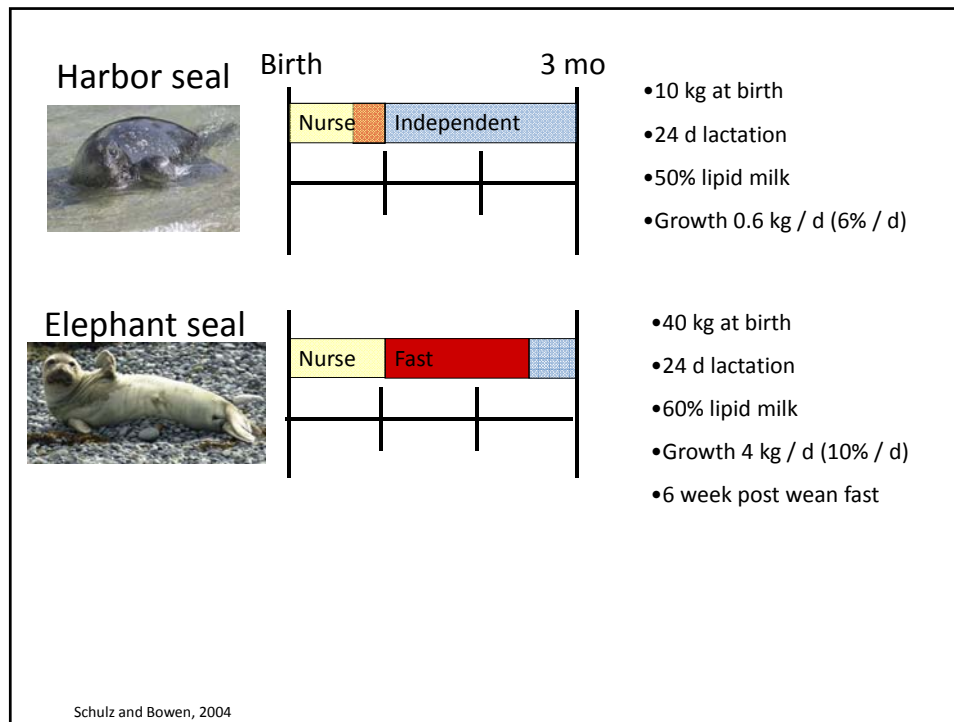 Harbor seal
Birth
3 mo
Nurse
Independent
•10 kg at birth
•24 d lactation
•50% lipid milk
•Growth 0.6 kg / d (6% / d)
Elephant seal
Nurse
Fast
•40 kg at birth
•24 d lactation
•60% lipid milk
•Growth 4 kg / d (10% / d)
•6 week post wean fast
Schulz and Bowen, 2004